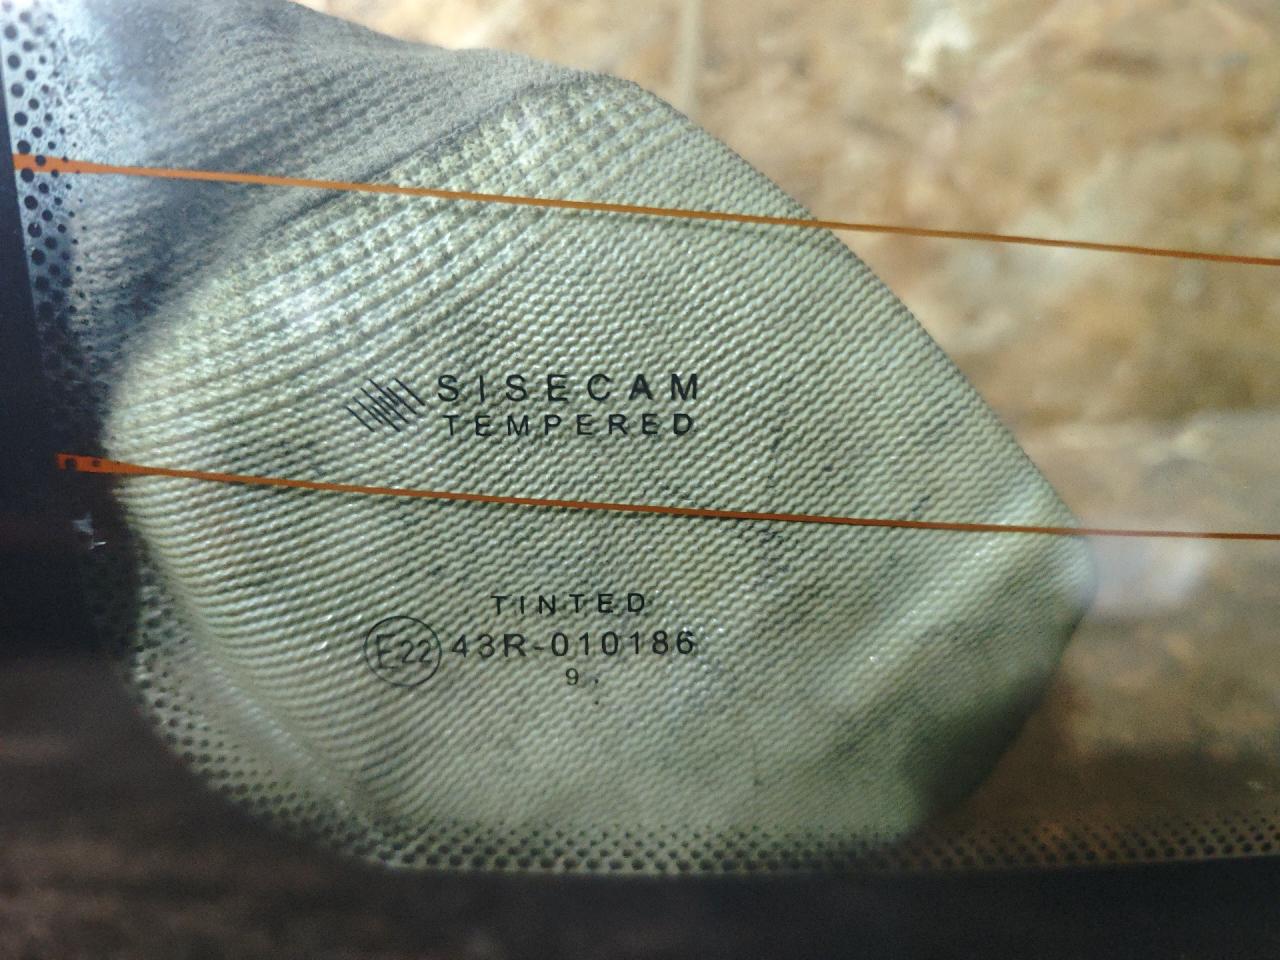 SISECAM
TEMPERED
TINTED
E22 43R-010186
9 .